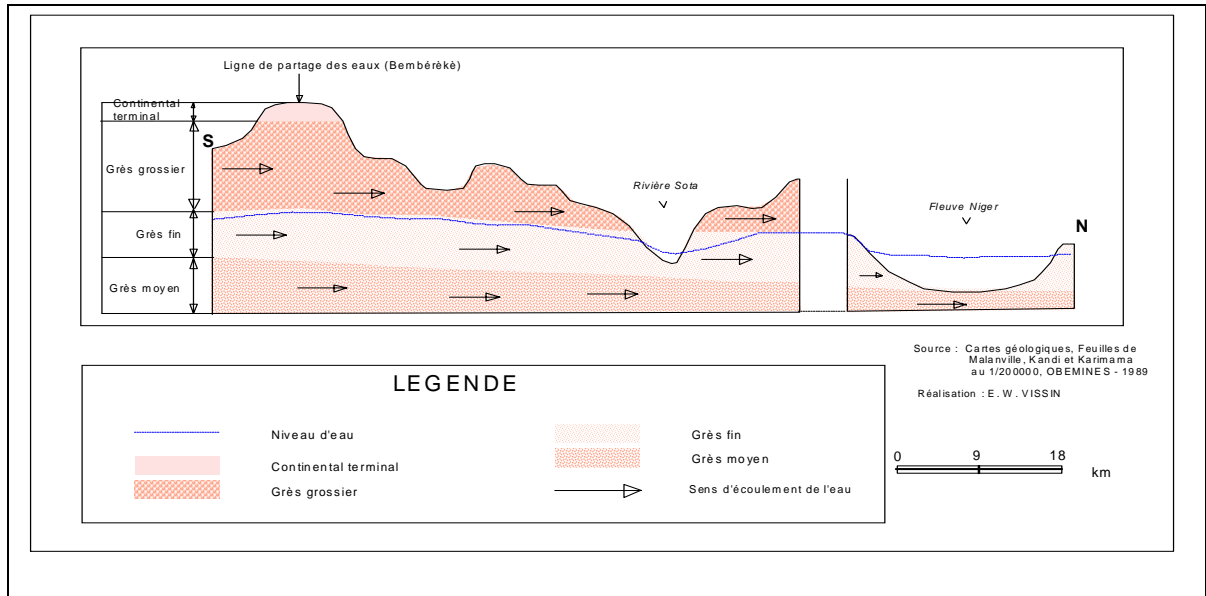 Ligne de partage des eaux (Bembérèkè)
Continental
terminal
S
Grès grossier
Rivière Sota
Fleuve Niger
N
Grès fin
Grès moyen
Source : Cartes géologiques, Feuilles de
Malanville, Kandi et Karimama
au 1/200000, OBEMINES - 1989
Réalisation : E. W. VISSIN
LEGENDE
Niveau d'eau
Continental terminal
Grès grossier
Grès fin
Grès moyen
Sens d'écoulement de l'eau
0 9 18
km